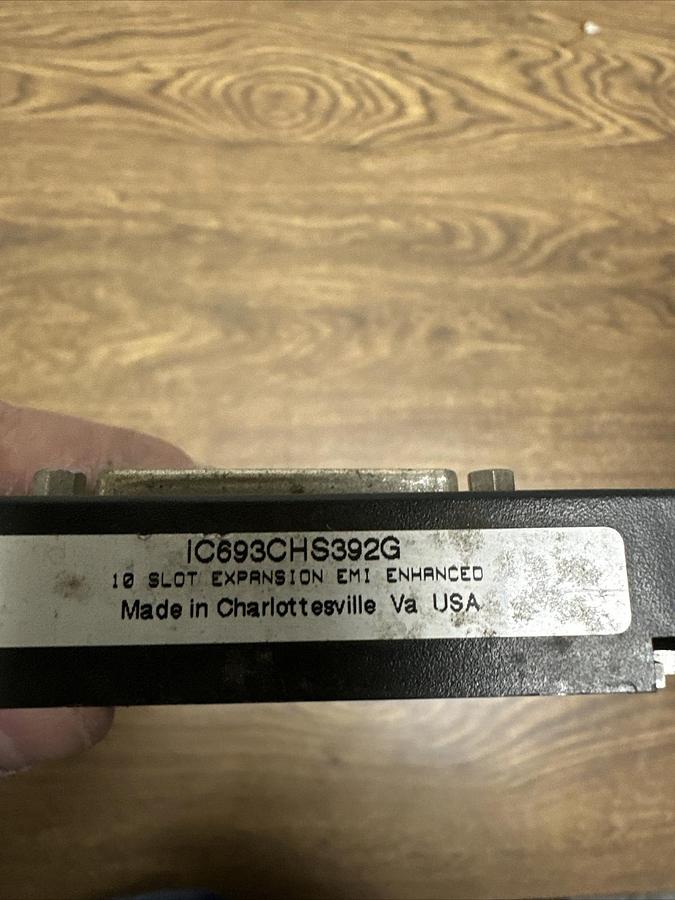 IC693CHS392G
10 SLOT EXPANSION EMI ENHANCED
Made in Charlottesville Va USA